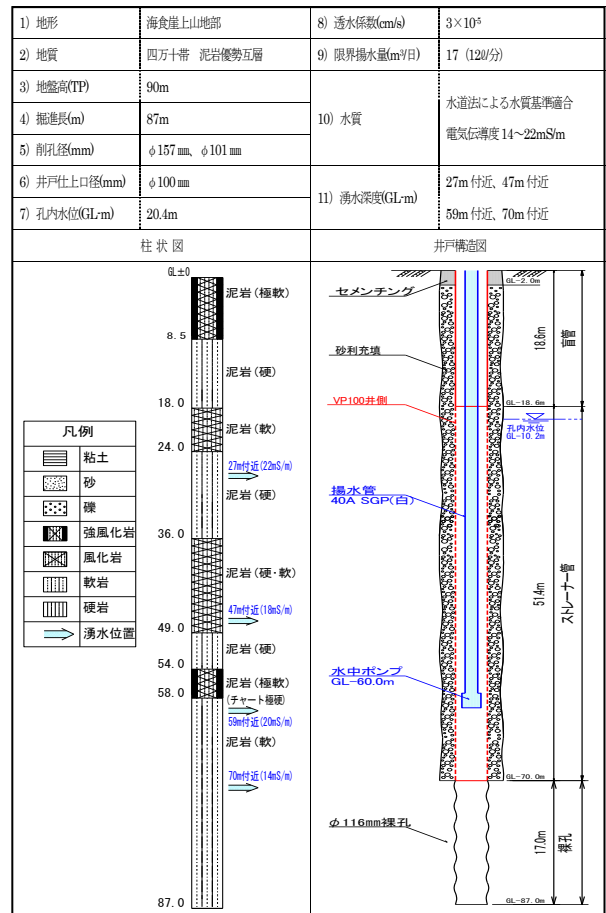 1) 地形 海食崖上山地部 8) 透水係数(cm/s) 3×10⁻⁵
2) 地質 四万十帯 泥岩優勢互層 9) 限界揚水量(m³/日) 17 (12ℓ/分)
3) 地盤高(TP) 90m
4) 掘進長(m) 87m
10) 水質 水道法による水質基準適合
電気伝導度 14～22mS/m
5) 削孔径(mm) φ157㎜、φ101㎜
6) 井戸仕上口径(mm) φ100㎜
11) 湧水深度(GL-m) 27m付近、47m付近
59m付近、70m付近
7) 孔内水位(GL-m) 20.4m
柱状図 井戸構造図
GL±0
泥岩(極軟)
8.5
泥岩(硬)
18.0
泥岩(軟)
24.0
27m付近(22mS/m)
泥岩(硬)
36.0
泥岩(硬・軟)
47m付近(18mS/m)
49.0
泥岩(硬)
54.0
58.0
泥岩(極軟)
(チャート極硬)
59m付近(20mS/m)
泥岩(軟)
70m付近(14mS/m)
87.0
凡例
粘土
砂
礫
強風化岩
風化岩
軟岩
硬岩
湧水位置
セメンチング
GL-2.0m
砂利充填
18.6m
盲管
VP100井側
GL-18.6m
孔内水位
GL-10.2m
揚水管
40A SGP(白)
51.4m
ストレーナー管
水中ポンプ
GL-60.0m
GL-70.0m
φ116mm裸孔
17.0m
裸孔
GL-87.0m